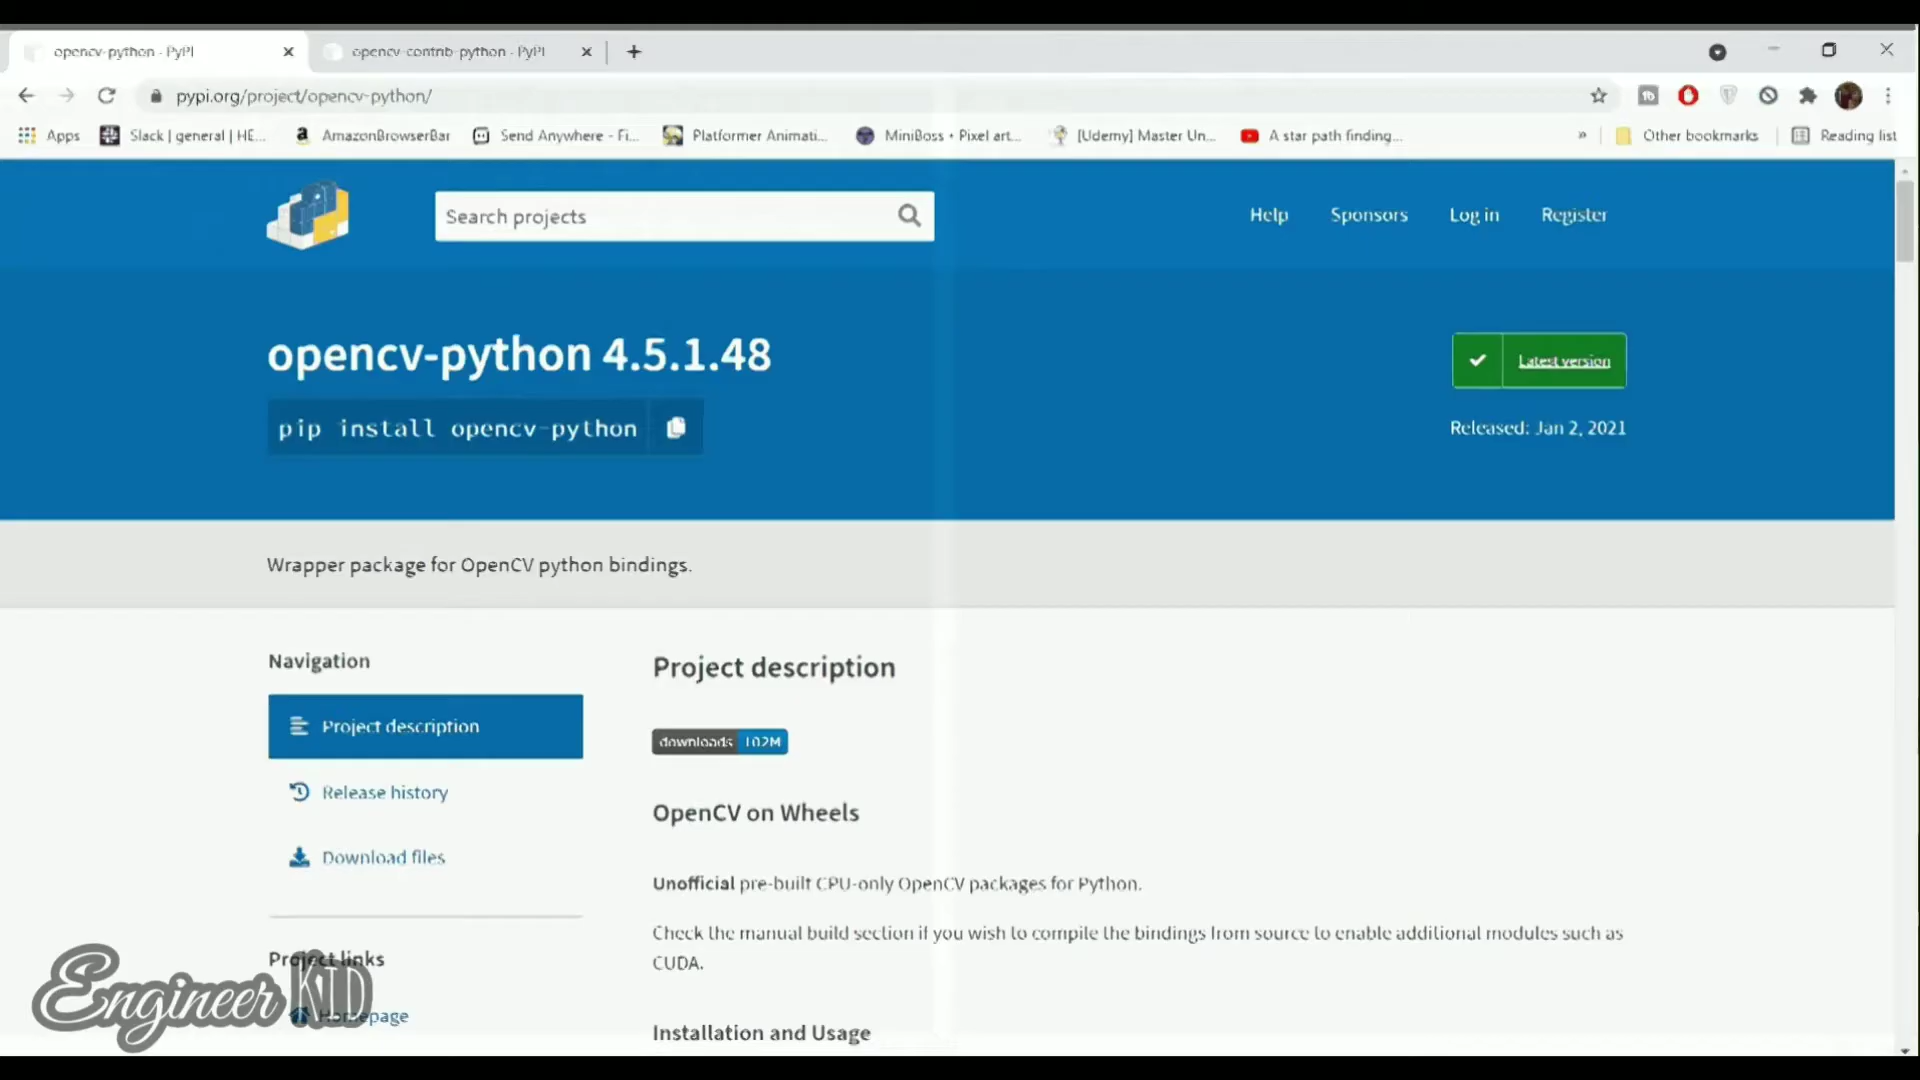 opencv-python · PyPI
opencv-contrib-python · PyPI
pypi.org/project/opencv-python/
Apps
Slack | general | HE...
AmazonBrowserBar
Send Anywhere - Fi...
Platformer Animati...
MiniBoss • Pixel art...
[Udemy] Master Un...
A star path finding...
»
Other bookmarks
Reading list
Search projects
Help
Sponsors
Log in
Register
opencv-python 4.5.1.48
Latest version
pip install opencv-python
Released: Jan 2, 2021
Wrapper package for OpenCV python bindings.
Navigation
Project description
Release history
Download files
Project links
Homepage
Project description
downloads 102M
OpenCV on Wheels
Unofficial pre-built CPU-only OpenCV packages for Python.
Check the manual build section if you wish to compile the bindings from source to enable additional modules such as
CUDA.
Installation and Usage
Engineer KID